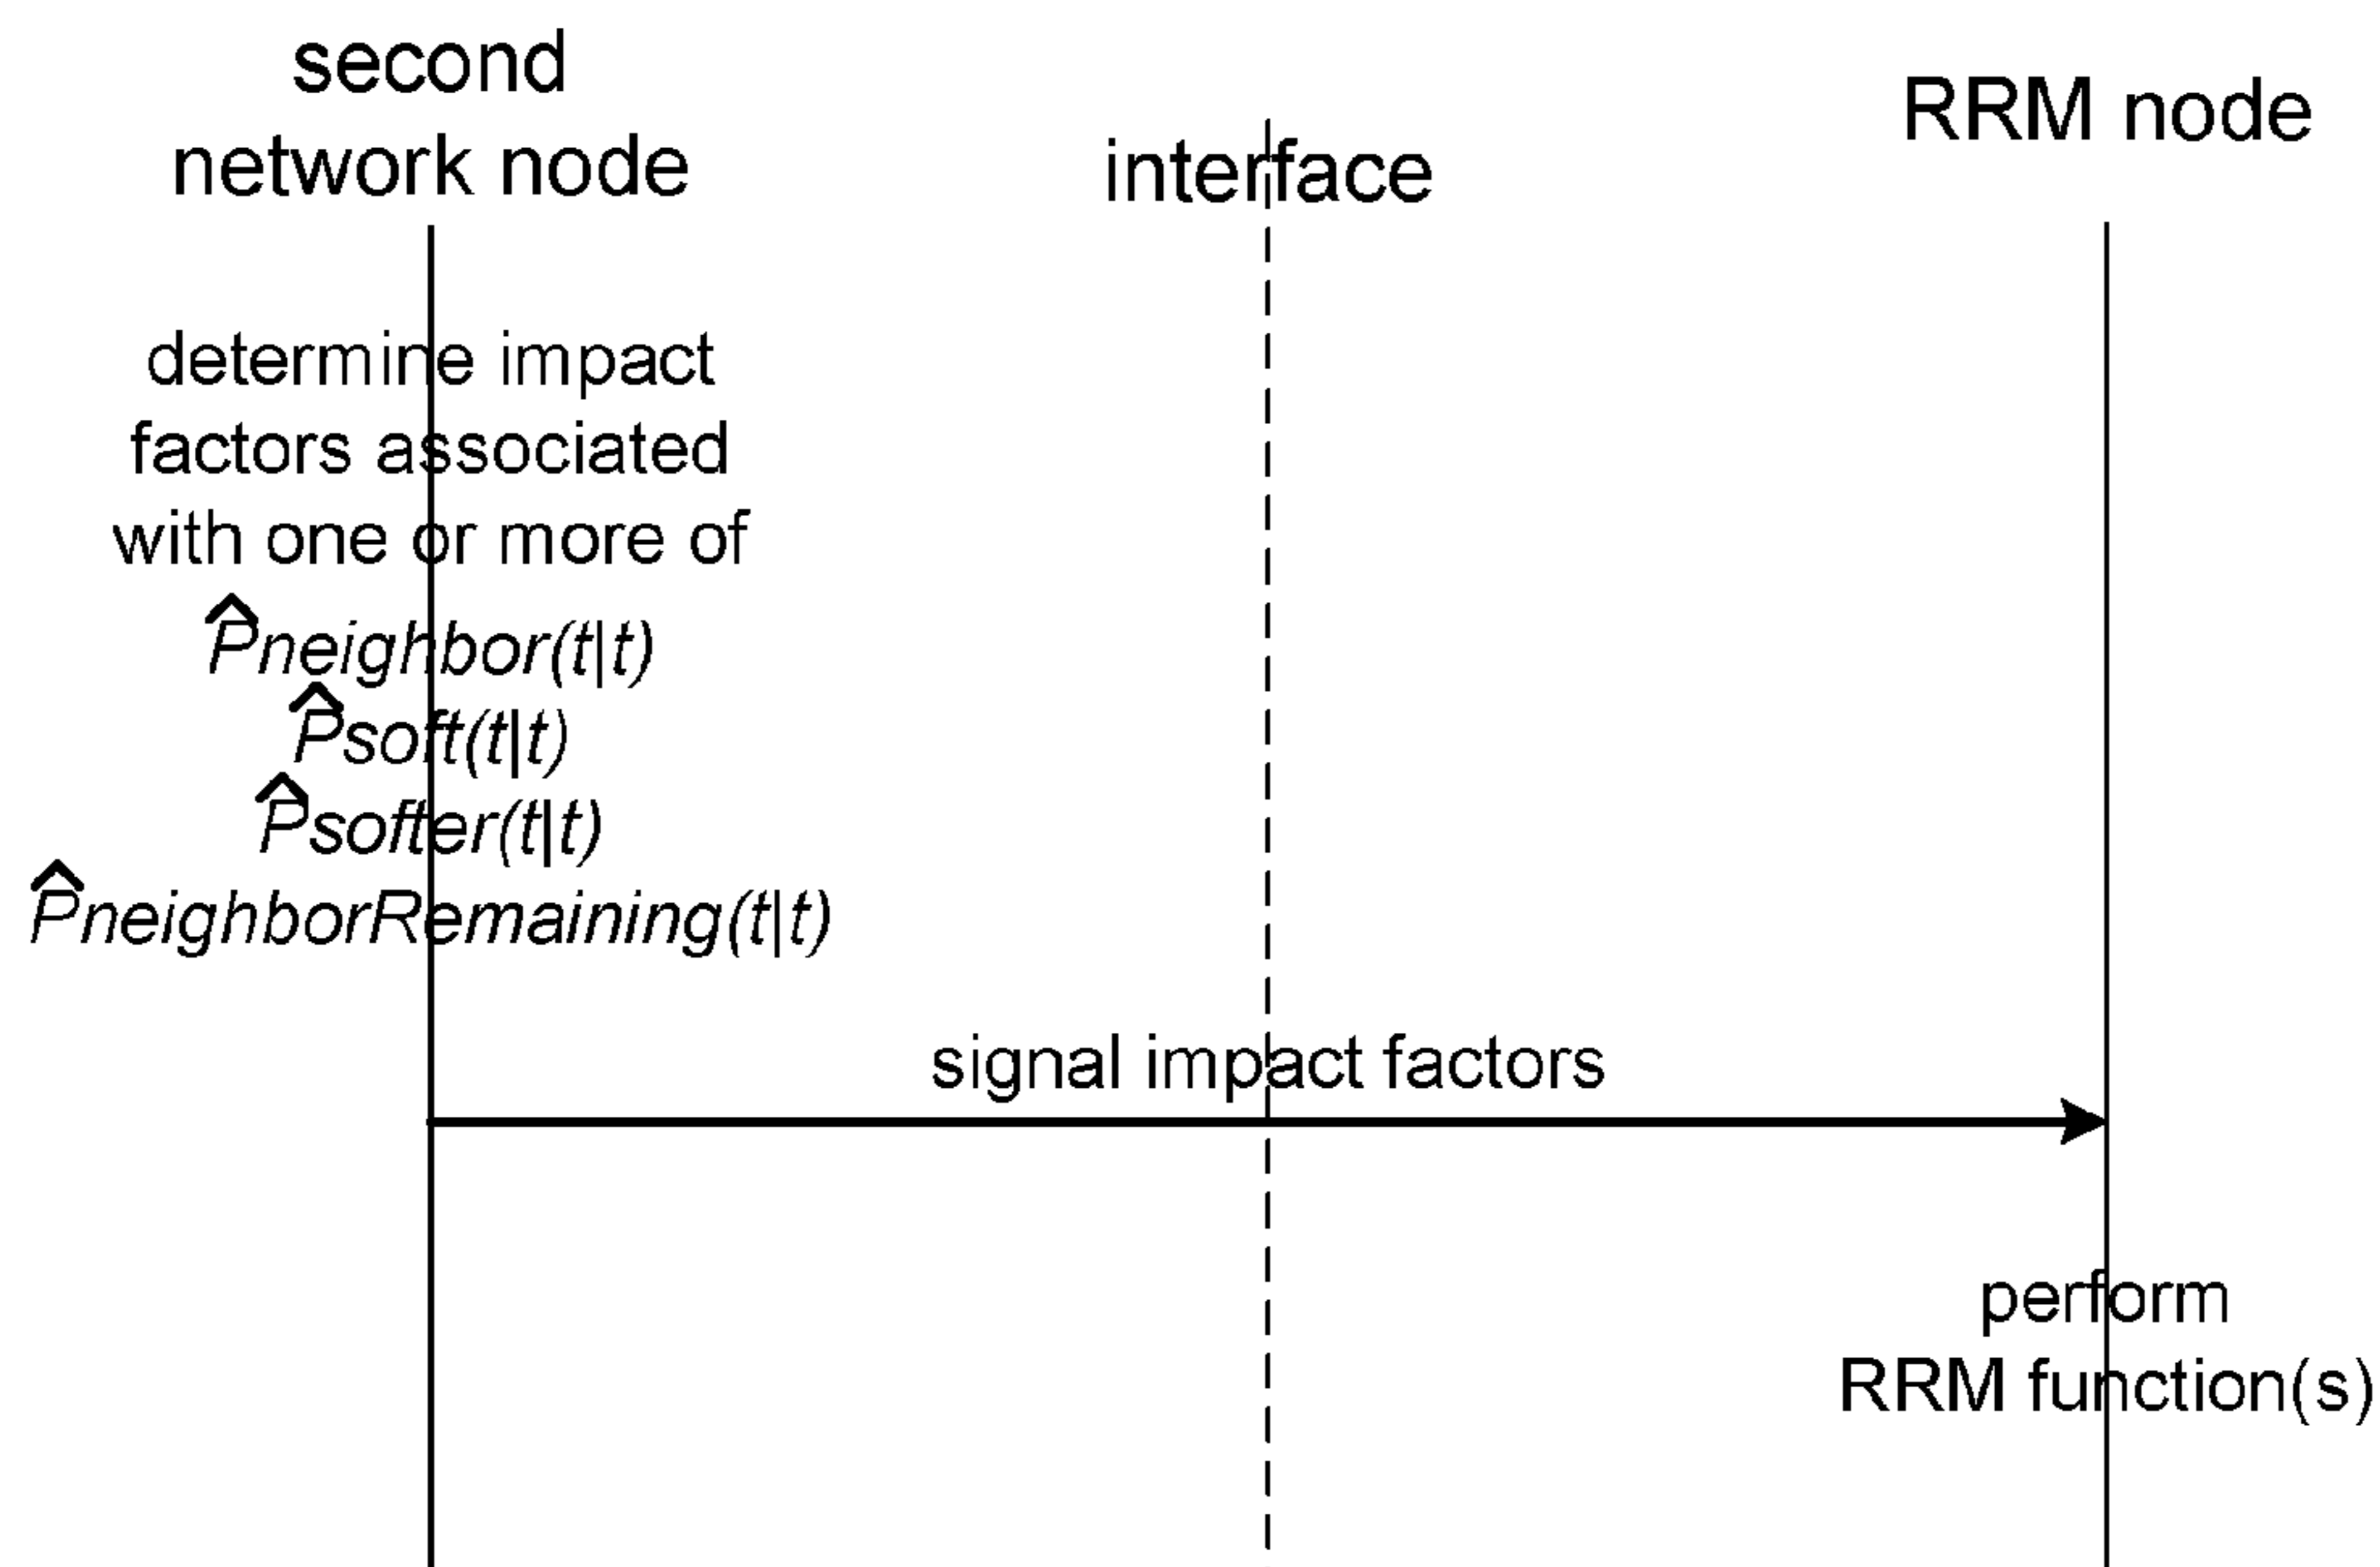 second
network node
interface
RRM node
determine impact
factors associated
with one or more of
P̂neighbor(t|t)
P̂soft(t|t)
P̂softer(t|t)
P̂neighborRemaining(t|t)
signal impact factors
perform
RRM function(s)